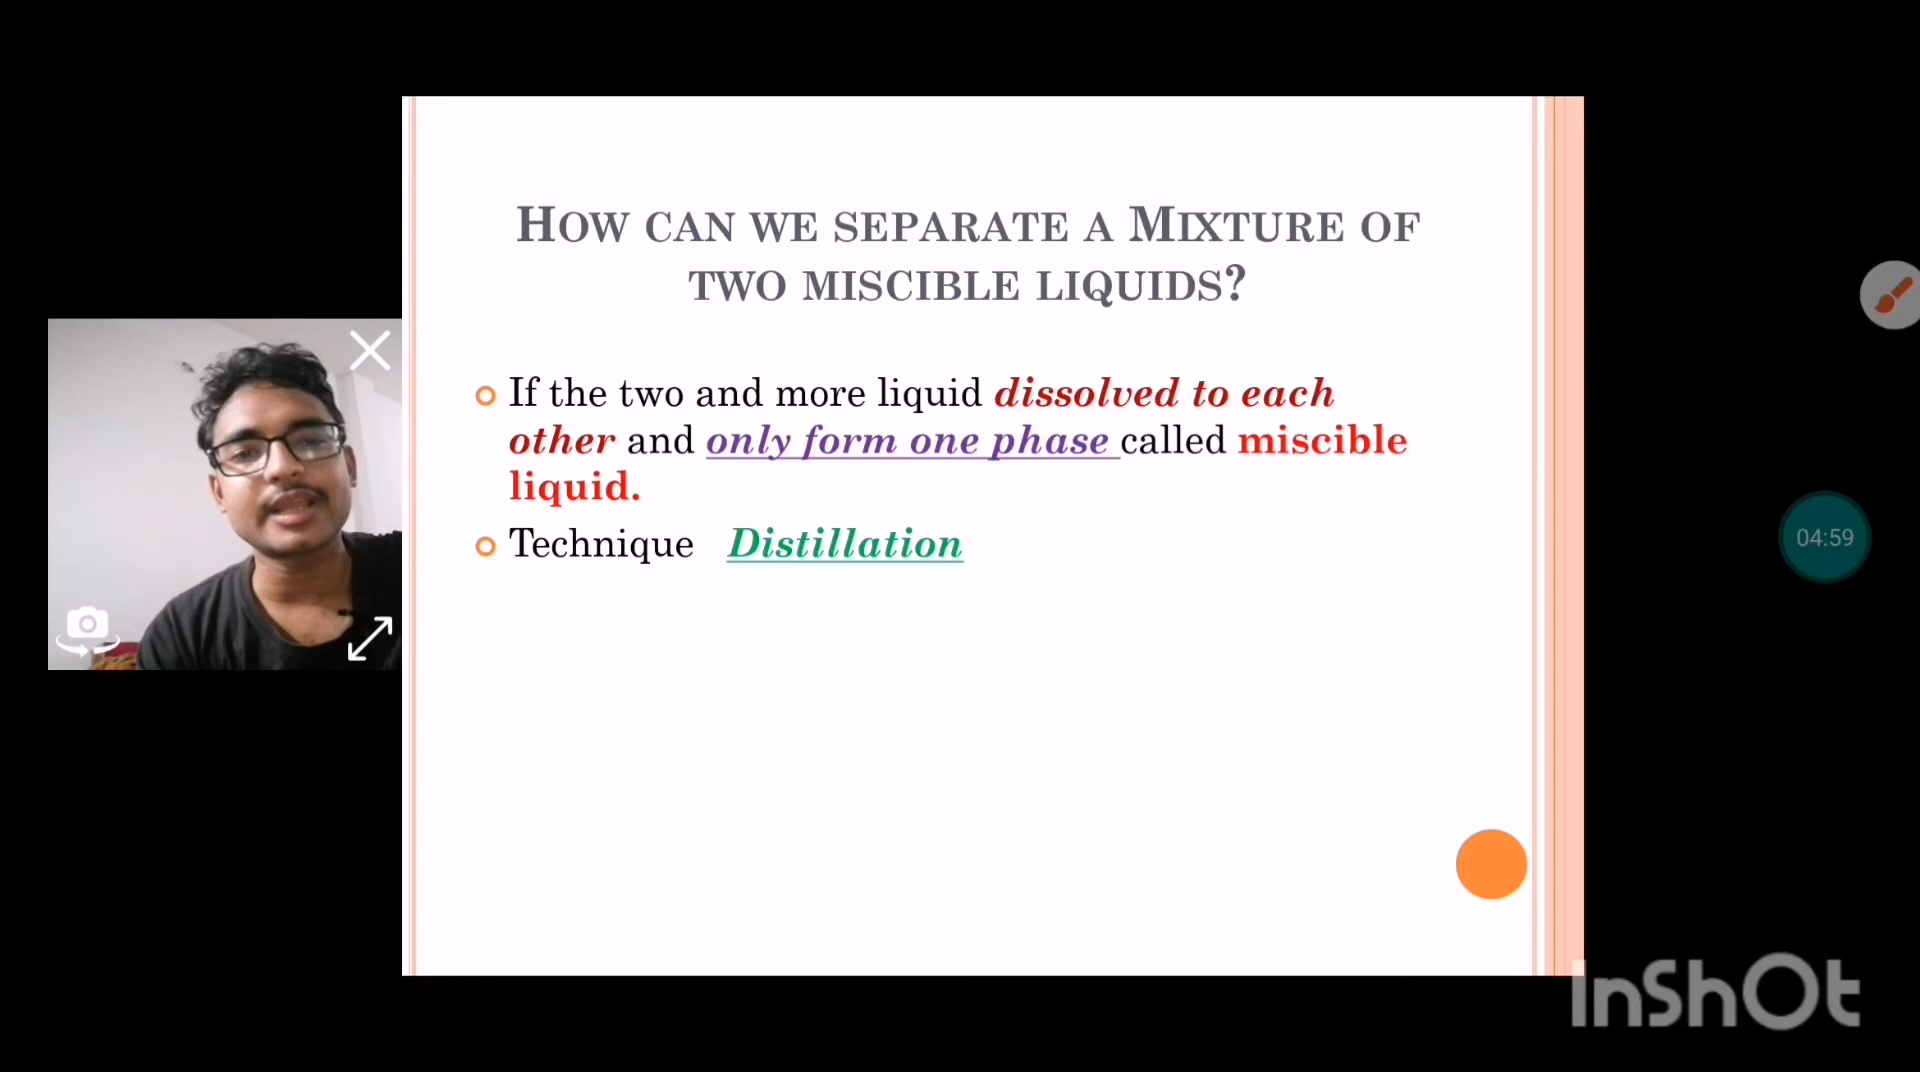 HOW CAN WE SEPARATE A MIXTURE OF
TWO MISCIBLE LIQUIDS?
If the two and more liquid dissolved to each
other and only form one phase called miscible
liquid.
Technique Distillation
04:59
InShOt